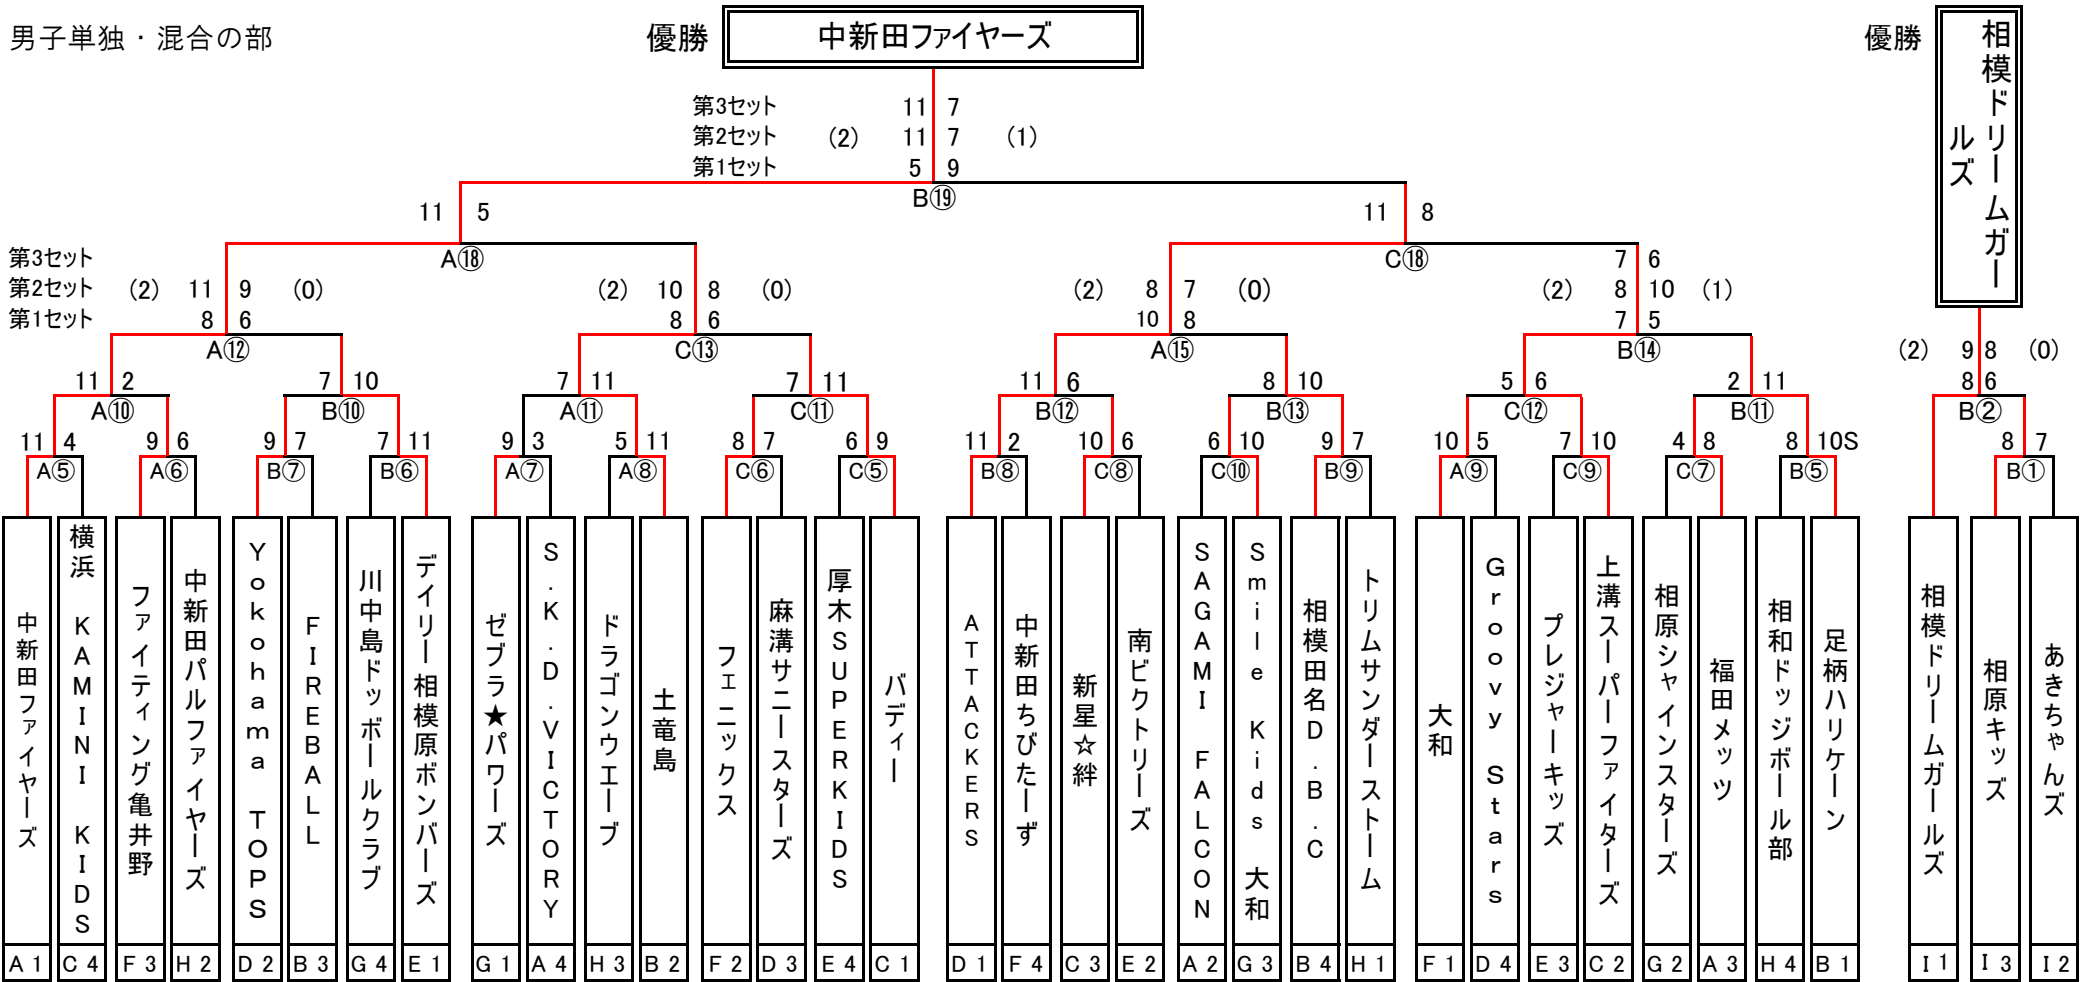 男子単独・混合の部
優勝
中新田ファイヤーズ
優勝
相模ドリームガールズ
第3セット 11 7
第2セット (2) 11 7 (1)
第1セット 5 9
B⑲
11 5
11 8
A⑱
C⑱
第3セット
7 6
第2セット (2) 11 9 (0)
(2) 10 8 (0)
(2) 8 7 (0)
(2) 8 10 (1)
第1セット 8 6
8 6
10 8
7 5
A⑫
C⑬
A⑮
B⑭
(2) 9 8 (0)
8 6
11 2
7 10
7 11
7 11
11 6
8 10
5 6
2 11
A⑩
B⑩
A⑪
C⑪
B⑫
B⑬
C⑫
B⑪
B②
11 4
9 6
9 7
7 11
9 3
5 11
8 7
6 9
11 2
10 6
6 10
9 7
10 5
7 10
4 8
8 10S
8 7
A⑤
A⑥
B⑦
B⑥
A⑦
A⑧
C⑥
C⑤
B⑧
C⑧
C⑩
B⑨
A⑨
C⑨
C⑦
B⑤
B①
中新田ファイヤーズ
横浜 KAMINI KIDS
ファイティング亀井野
中新田パルファイヤーズ
Yokohama TOPS
FIREBALL
川中島ドッボールクラブ
デイリー相模原ボンバーズ
ゼブラ★パワーズ
S.K.D.VICTORY
ドラゴンウエーブ
土竜島
フェニックス
麻溝サニースターズ
厚木SUPERKIDS
バディー
ATTACKERS
中新田ちびたーず
新星☆絆
南ビクトリーズ
SAGAMI FALCON
Smile Kids 大和
相模田名D.B.C
トリムサンダーストーム
大和
Groovy Stars
プレジャーキッズ
上溝スーパーファイターズ
相原シャインスターズ
福田メッツ
相和ドッジボール部
足柄ハリケーン
相模ドリームガールズ
相原キッズ
あきちゃんズ
A1
C4
F3
H2
D2
B3
G4
E1
G1
A4
H3
B2
F2
D3
E4
C1
D1
F4
C3
E2
A2
G3
B4
H1
F1
D4
E3
C2
G2
A3
H4
B1
I1
I3
I2